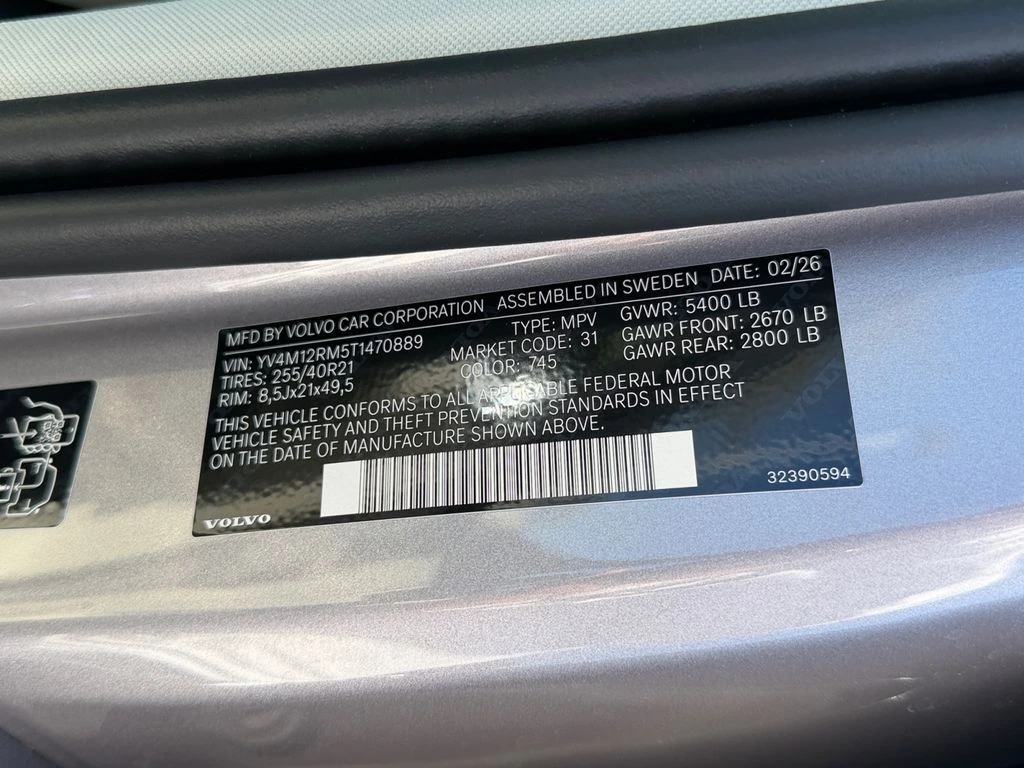 MFD BY VOLVO CAR CORPORATION ASSEMBLED IN SWEDEN DATE: 02/26
VIN: YV4M12RM5T1470889 TYPE: MPV GVWR: 5400 LB
TIRES: 255/40R21 MARKET CODE: 31 GAWR FRONT: 2670 LB
RIM: 8,5Jx21x49,5 COLOR: 745 GAWR REAR: 2800 LB
THIS VEHICLE CONFORMS TO ALL APPLICABLE FEDERAL MOTOR
VEHICLE SAFETY AND THEFT PREVENTION STANDARDS IN EFFECT
ON THE DATE OF MANUFACTURE SHOWN ABOVE.
VOLVO 32390594